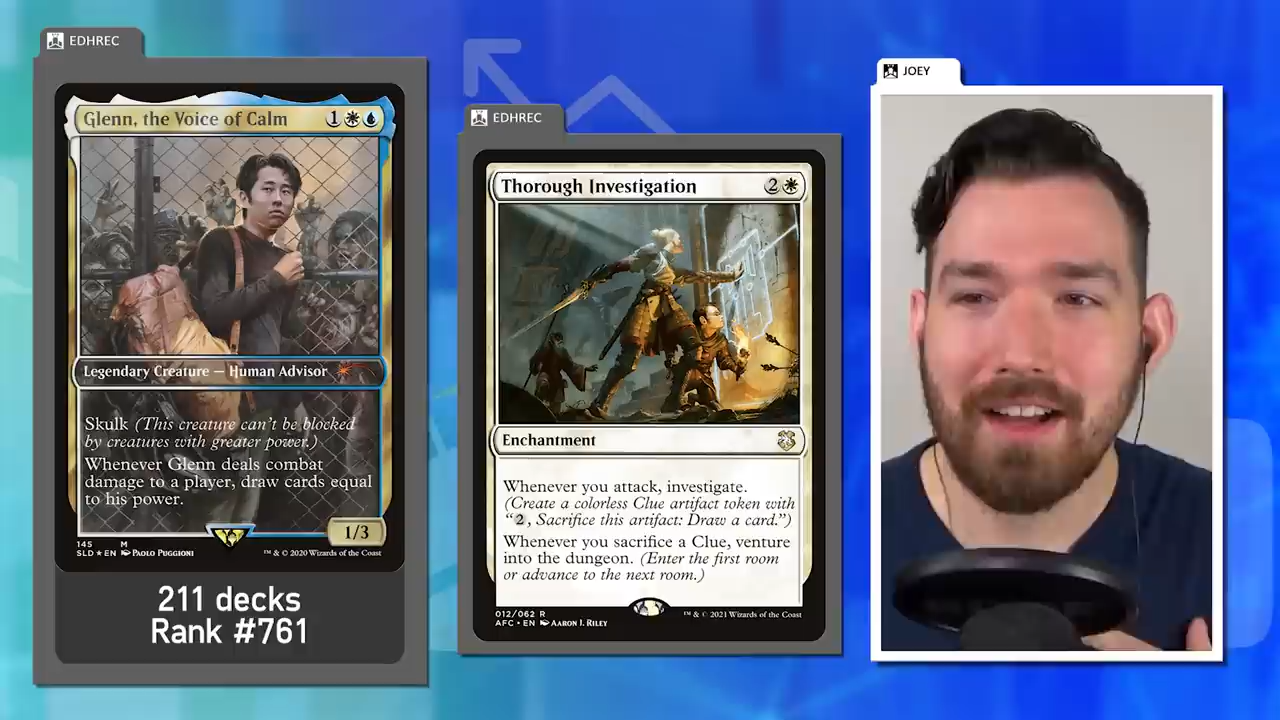 EDHREC
Glenn, the Voice of Calm 1
Legendary Creature — Human Advisor
Skulk (This creature can't be blocked
by creatures with greater power.)
Whenever Glenn deals combat
damage to a player, draw cards equal
to his power.
1/3
145 M
SLD ★ EN Paolo Puggioni ™ & © 2020 Wizards of the Coast
211 decks
Rank #761
EDHREC
Thorough Investigation 2
Enchantment
Whenever you attack, investigate.
(Create a colorless Clue artifact token with
“2, Sacrifice this artifact: Draw a card.”)
Whenever you sacrifice a Clue, venture
into the dungeon. (Enter the first room
or advance to the next room.)
012/062 R
AFC • EN Aaron J. Riley ™ & © 2021 Wizards of the Coast
JOEY